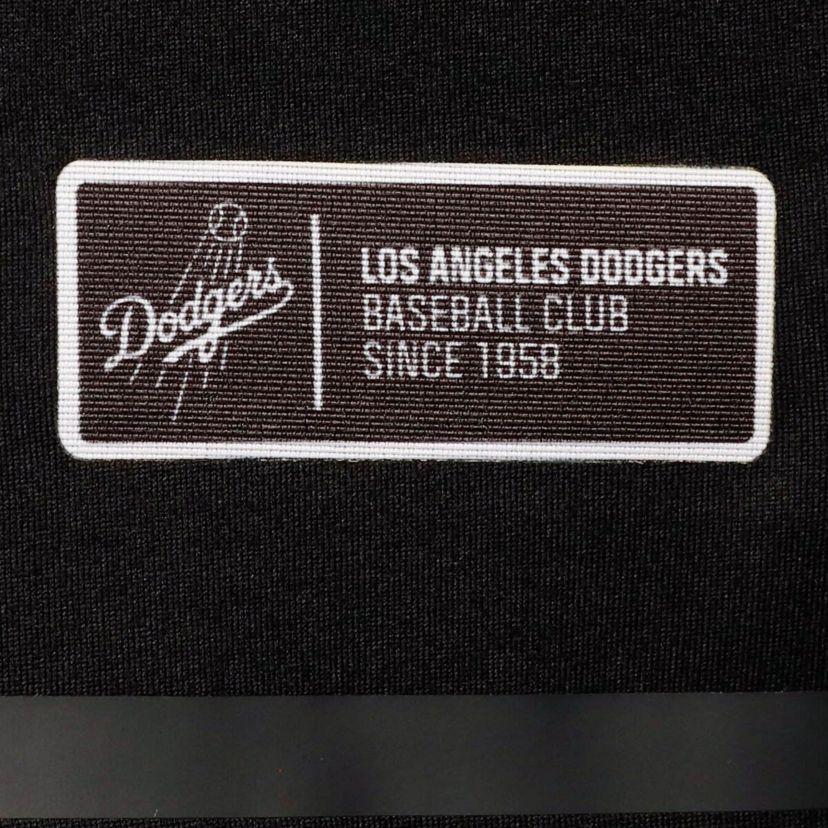 Dodgers
LOS ANGELES DODGERS
BASEBALL CLUB
SINCE 1958